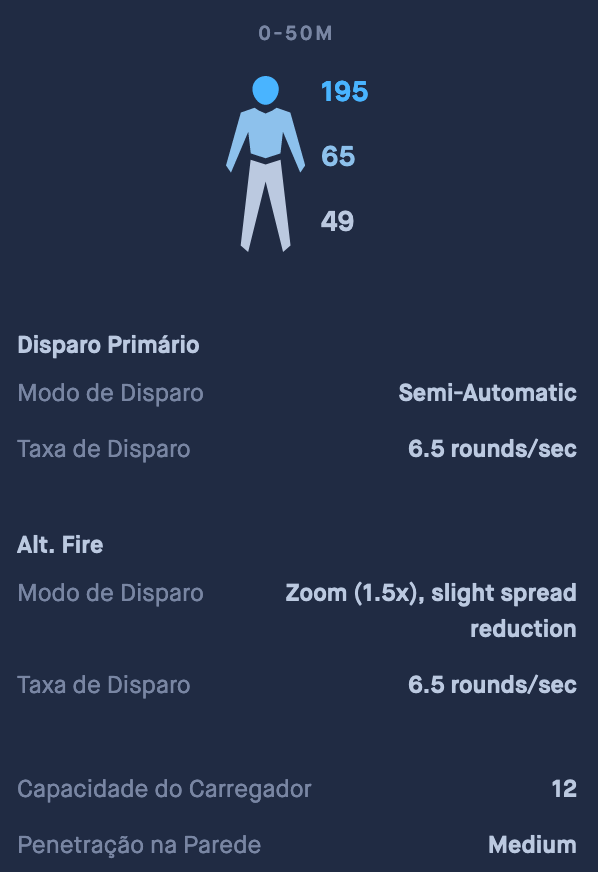 0-50M
195
65
49
Disparo Primário
Modo de Disparo Semi-Automatic
Taxa de Disparo 6.5 rounds/sec
Alt. Fire
Modo de Disparo Zoom (1.5x), slight spread
reduction
Taxa de Disparo 6.5 rounds/sec
Capacidade do Carregador 12
Penetração na Parede Medium